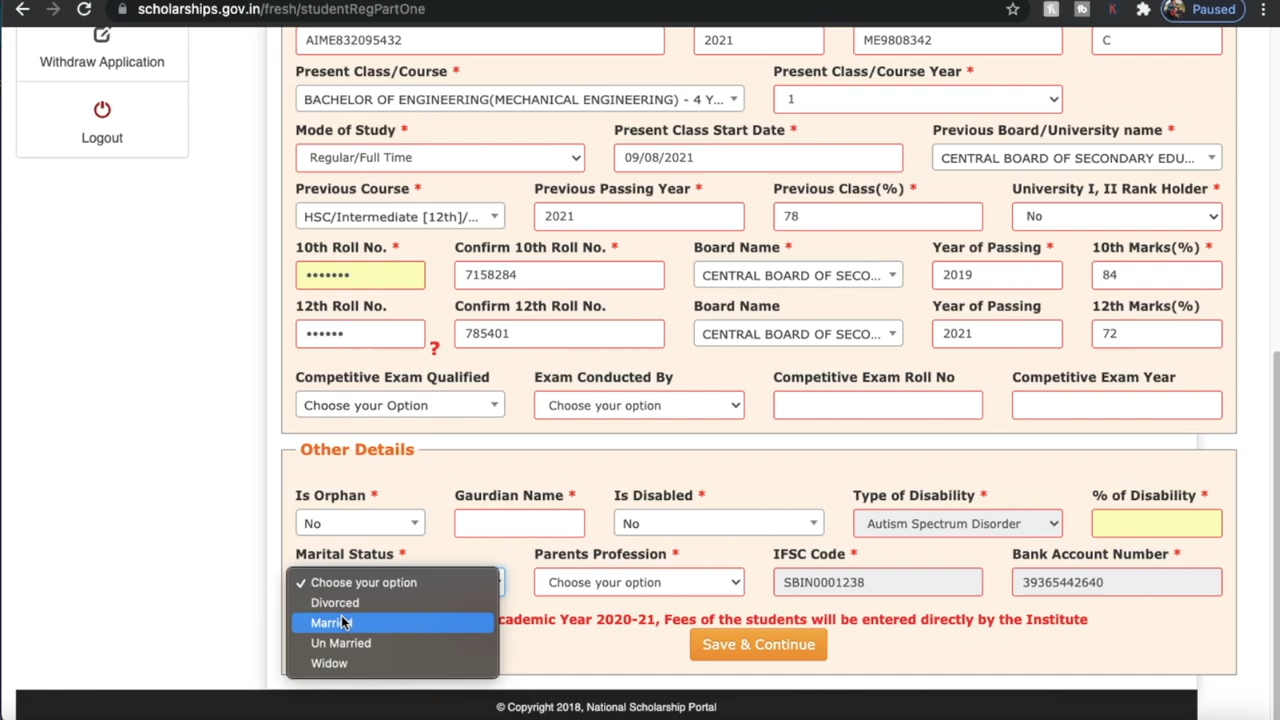 scholarships.gov.in/fresh/studentRegPartOne
Paused
Withdraw Application
Logout
AIME832095432 2021 ME9808342 C
Present Class/Course * Present Class/Course Year *
BACHELOR OF ENGINEERING(MECHANICAL ENGINEERING) - 4 Y... 1
Mode of Study * Present Class Start Date * Previous Board/University name *
Regular/Full Time 09/08/2021 CENTRAL BOARD OF SECONDARY EDU...
Previous Course * Previous Passing Year * Previous Class(%) * University I, II Rank Holder *
HSC/Intermediate [12th]/... 2021 78 No
10th Roll No. * Confirm 10th Roll No. * Board Name * Year of Passing * 10th Marks(%) *
••••••• 7158284 CENTRAL BOARD OF SECO... 2019 84
12th Roll No. Confirm 12th Roll No. Board Name Year of Passing 12th Marks(%)
•••••• 785401 CENTRAL BOARD OF SECO... 2021 72
?
Competitive Exam Qualified Exam Conducted By Competitive Exam Roll No Competitive Exam Year
Choose your Option Choose your option
Other Details
Is Orphan * Gaurdian Name * Is Disabled * Type of Disability * % of Disability *
No No Autism Spectrum Disorder
Marital Status * Parents Profession * IFSC Code * Bank Account Number *
✓ Choose your option Choose your option SBIN0001238 39365442640
Divorced
Married
Un Married
Widow
cademic Year 2020-21, Fees of the students will be entered directly by the Institute
Save & Continue
© Copyright 2018, National Scholarship Portal